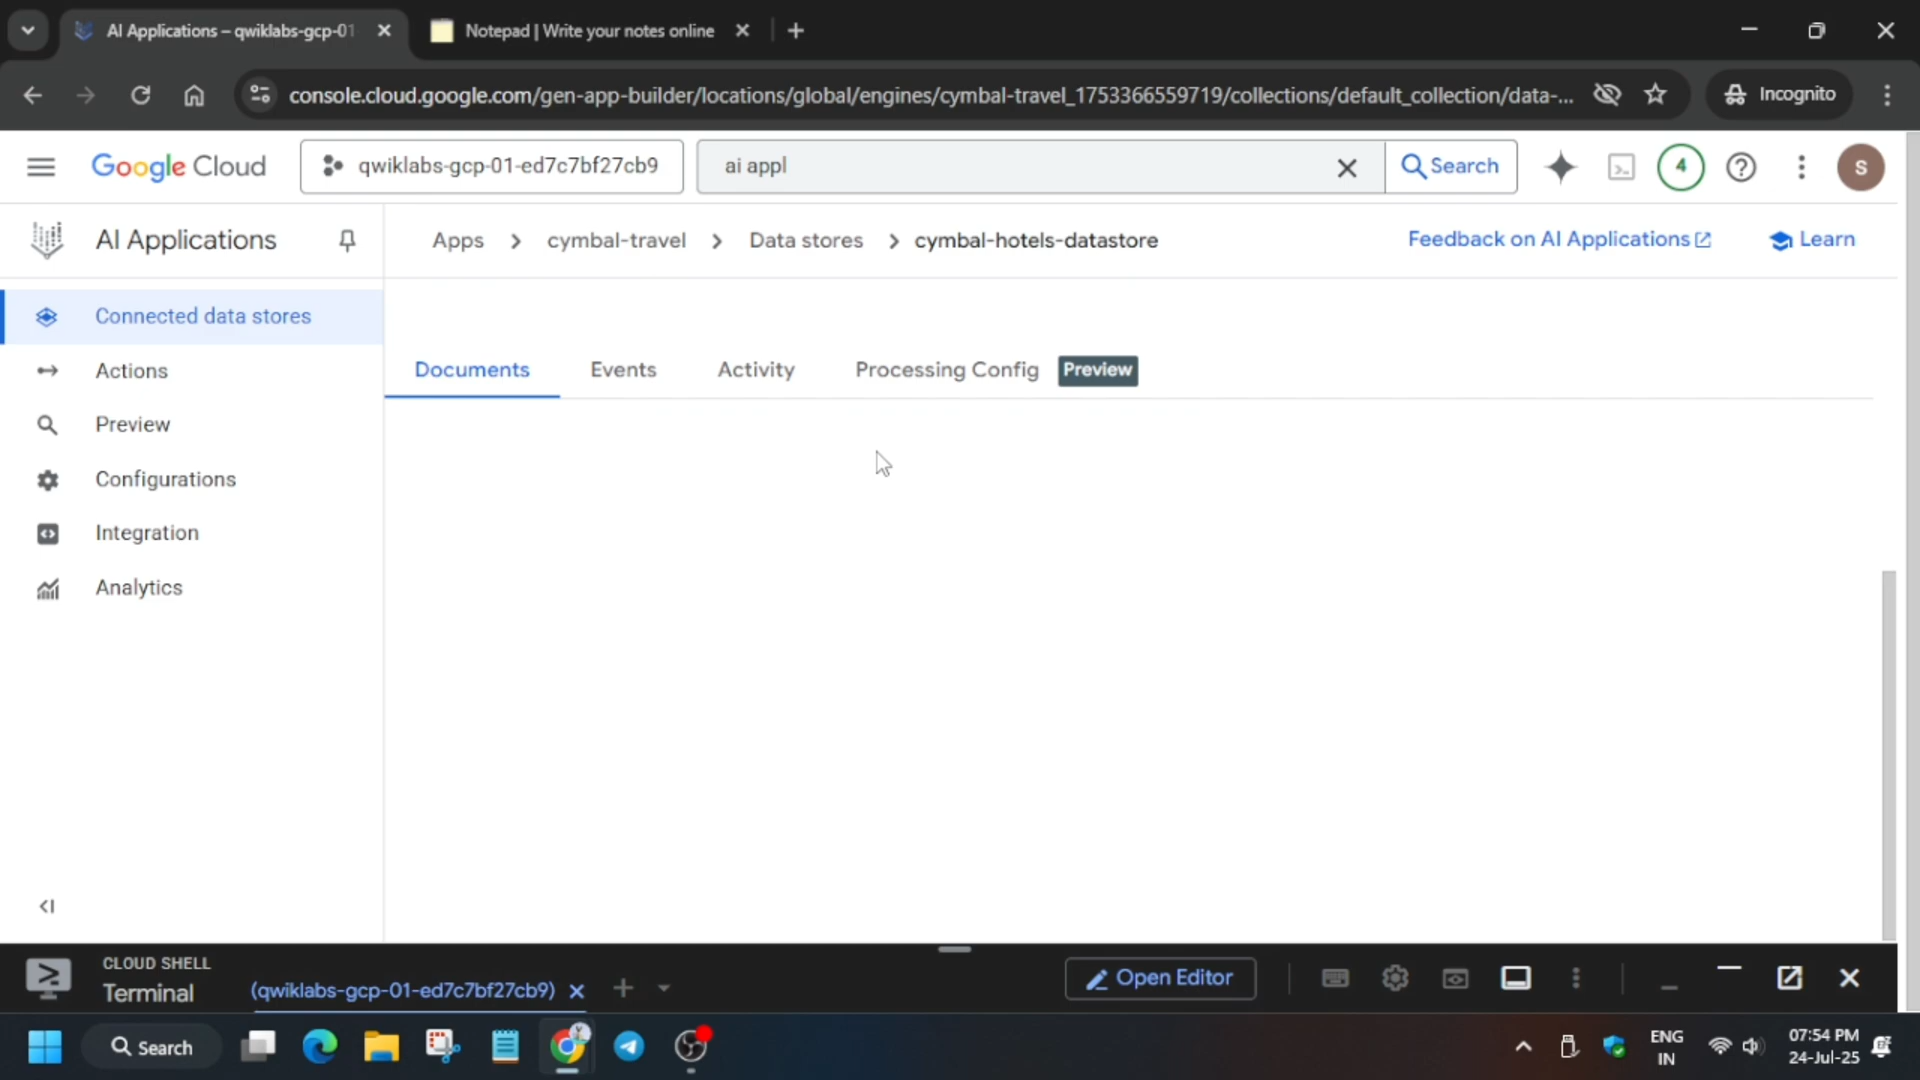 AI Applications – qwiklabs-gcp-01
Notepad | Write your notes online
console.cloud.google.com/gen-app-builder/locations/global/engines/cymbal-travel_1753366559719/collections/default_collection/data-...
Incognito
Google Cloud
qwiklabs-gcp-01-ed7c7bf27cb9
ai appl
Search
4
S
AI Applications
Apps > cymbal-travel > Data stores > cymbal-hotels-datastore
Feedback on AI Applications
Learn
Connected data stores
Actions
Preview
Configurations
Integration
Analytics
Documents
Events
Activity
Processing Config
Preview
CLOUD SHELL
Terminal
(qwiklabs-gcp-01-ed7c7bf27cb9)
Open Editor
Search
ENG
IN
07:54 PM
24-Jul-25